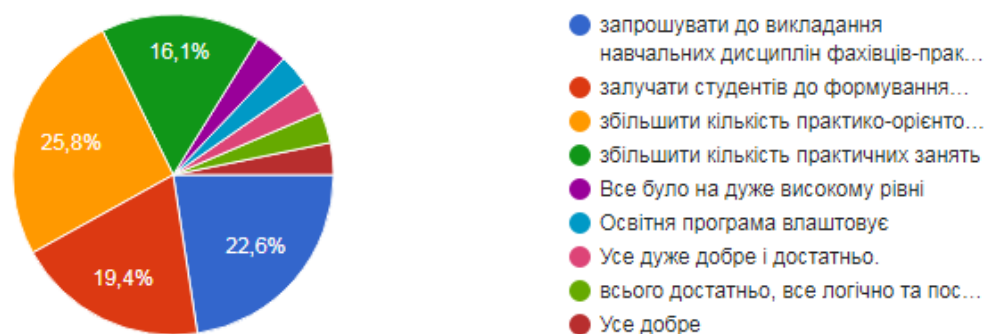 16,1%
25,8%
19,4%
22,6%
запрошувати до викладання
навчальних дисциплін фахівців-прак...
залучати студентів до формування...
збільшити кількість практико-орієнто...
збільшити кількість практичних занять
Все було на дуже високому рівні
Освітня програма влаштовує
Усе дуже добре і достатньо.
всього достатньо, все логічно та пос...
Усе добре